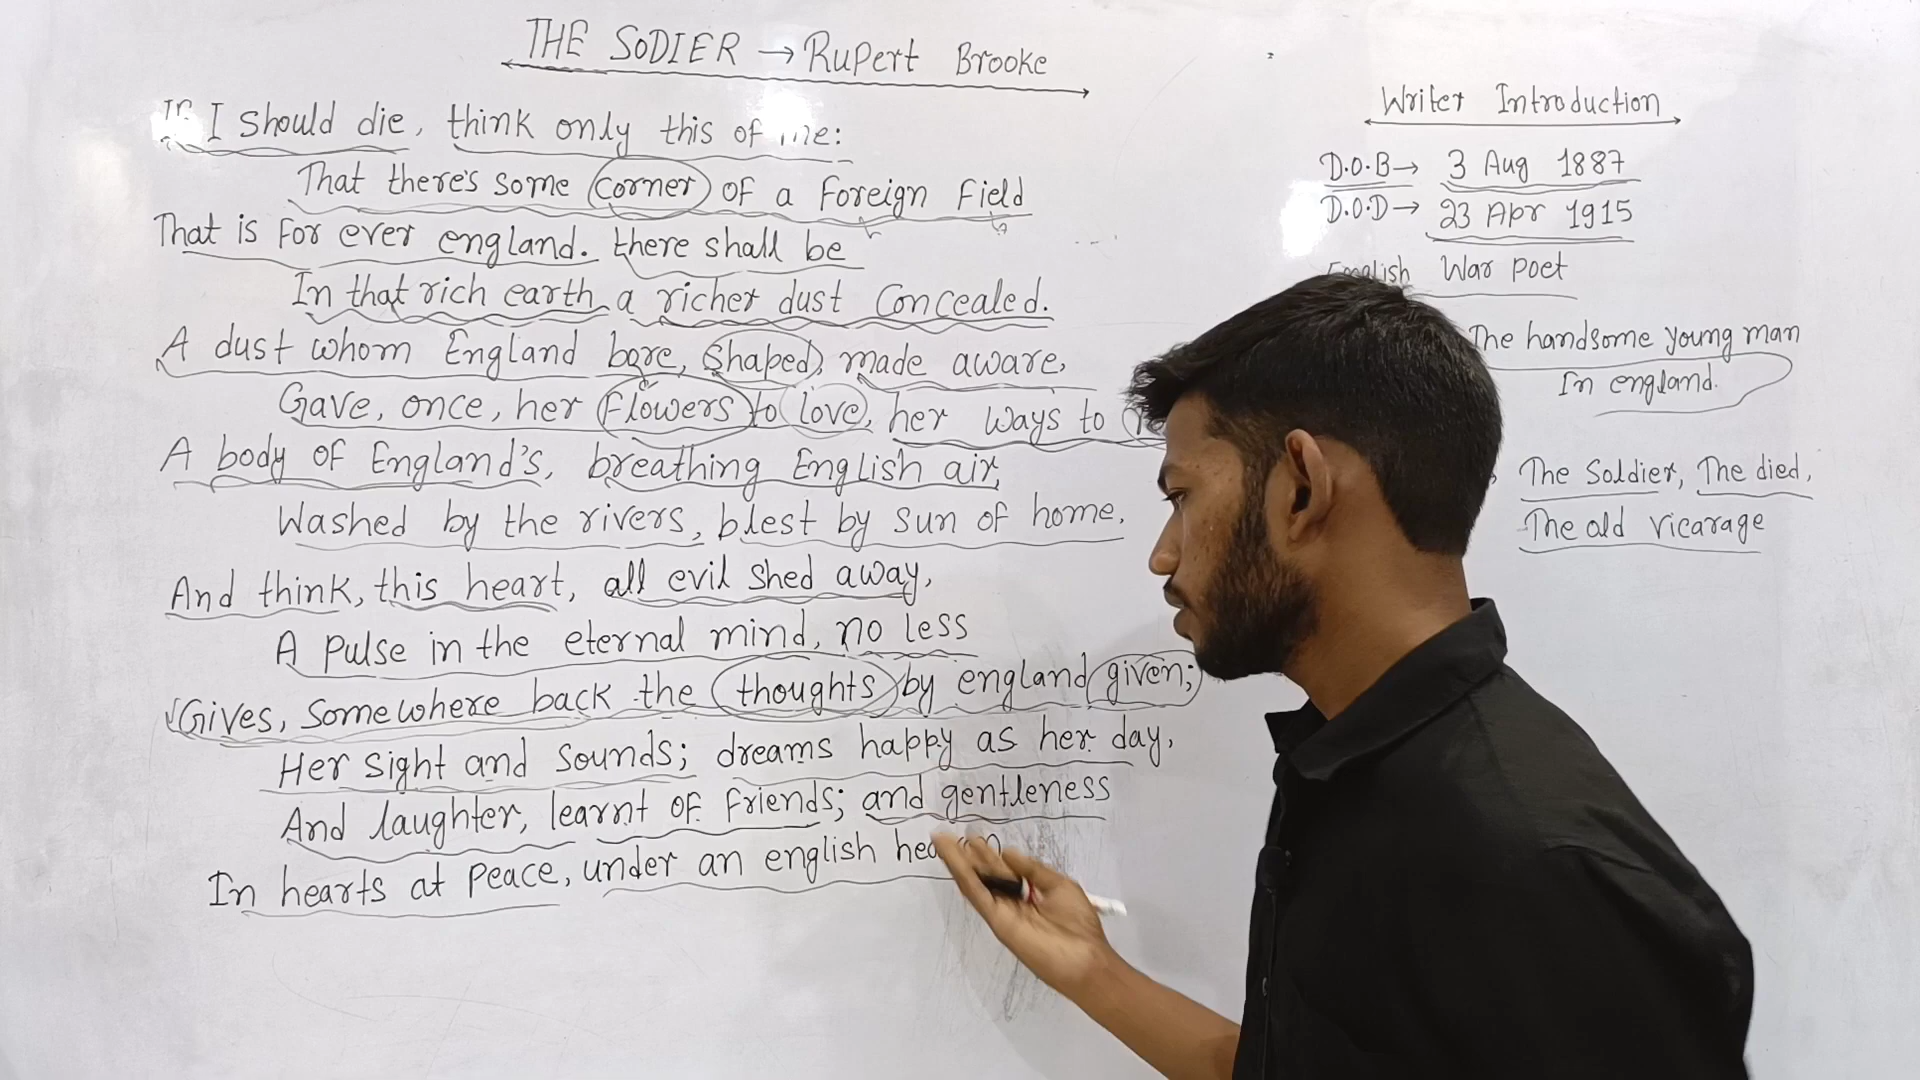 THE SODIER → Rupert Brooke
If I should die, think only this of me:
That there's some corner of a foreign field
That is for ever england. there shall be
In that rich earth a richer dust Concealed.
A dust whom England bore, shaped, made aware,
Gave, once, her flowers to love, her ways to
A body of England's, breathing English air,
Washed by the rivers, blest by sun of home.
And think, this heart, all evil shed away,
A pulse in the eternal mind, no less
Gives, Somewhere back the thoughts by england given;
Her sight and sounds; dreams happy as her day,
And laughter, learnt of friends; and gentleness
In hearts at peace, under an english
Writer Introduction
D.O.B → 3 Aug 1887
D.O.D → 23 Apr 1915
English War poet
The handsome young man
In england.
The Soldier, The died,
The old vicarage